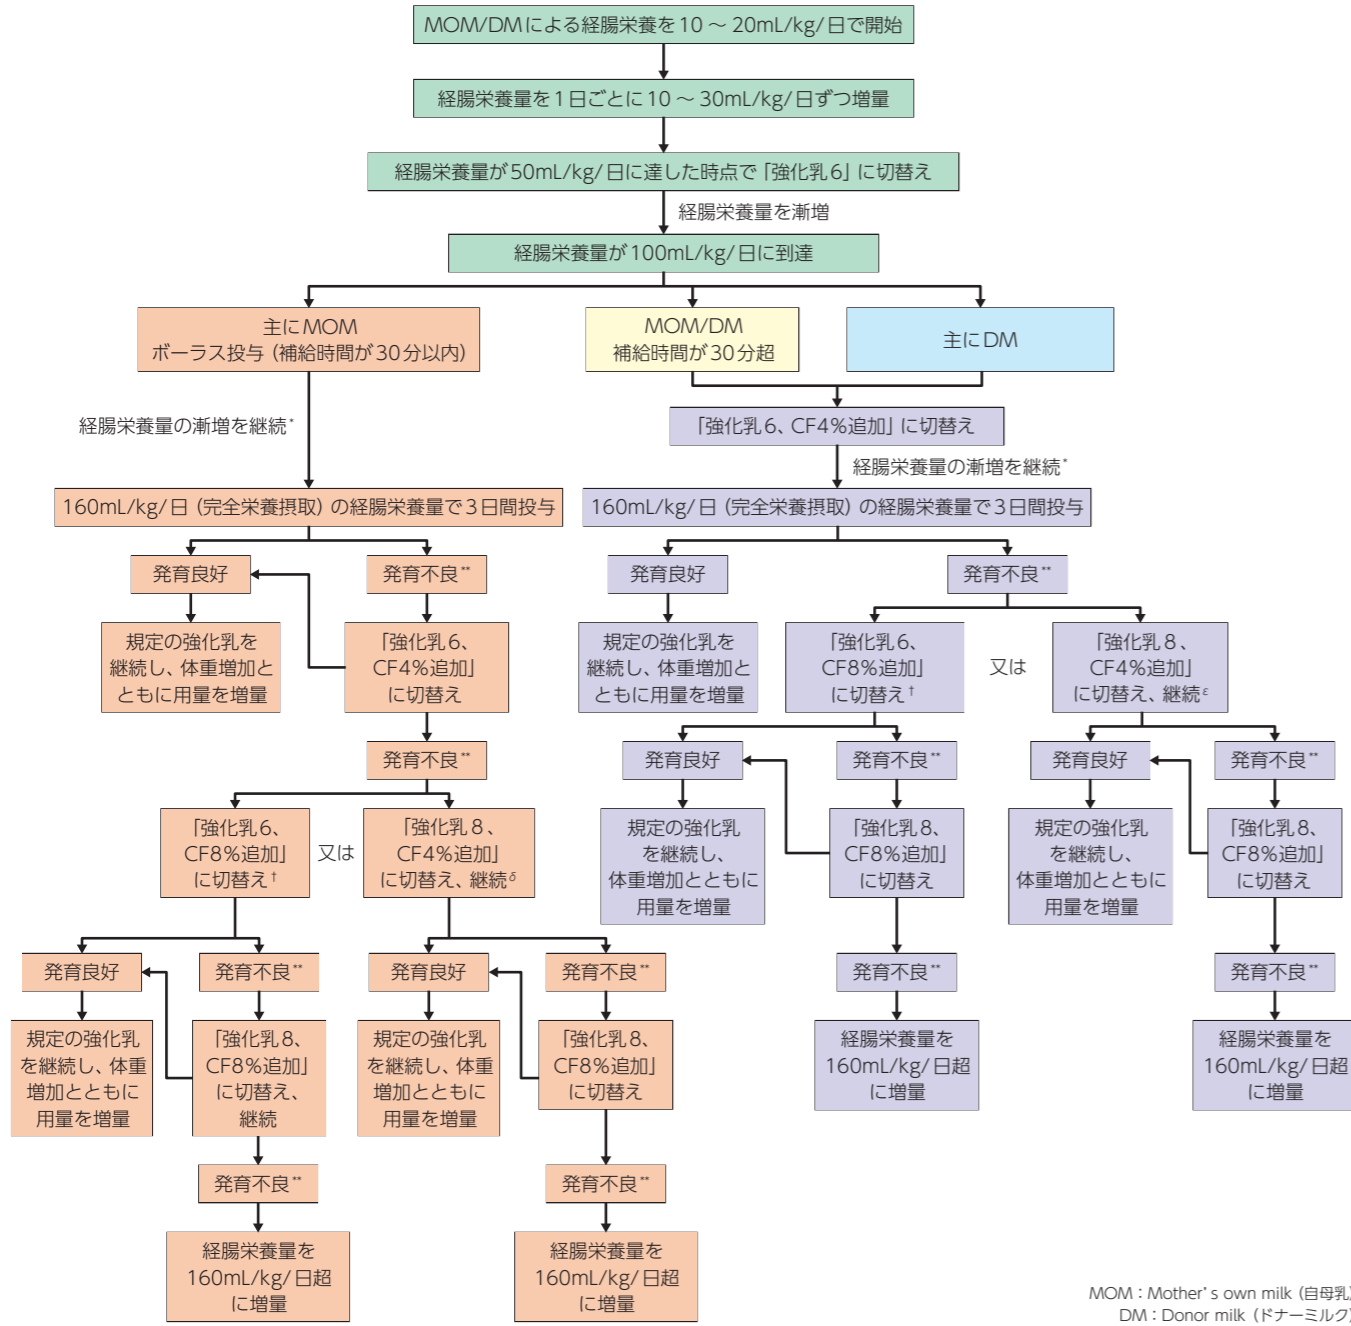 MOM/DMによる経腸栄養を10～20mL/kg/日で開始
経腸栄養量を1日ごとに10～30mL/kg/日ずつ増量
経腸栄養量が50mL/kg/日に達した時点で「強化乳6」に切替え
経腸栄養量を漸増
経腸栄養量が100mL/kg/日に到達
主にMOM
ボーラス投与（補給時間が30分以内）
MOM/DM
補給時間が30分超
主にDM
経腸栄養量の漸増を継続*
「強化乳6、CF4%追加」に切替え
経腸栄養量の漸増を継続*
160mL/kg/日（完全栄養摂取）の経腸栄養量で3日間投与
160mL/kg/日（完全栄養摂取）の経腸栄養量で3日間投与
発育良好
発育不良**
発育良好
発育不良**
規定の強化乳を
継続し、体重増加と
ともに用量を増量
「強化乳6、
CF4%追加」
に切替え
規定の強化乳を
継続し、体重増加と
ともに用量を増量
「強化乳6、
CF8%追加」
に切替え†
又は
「強化乳8、
CF4%追加」
に切替え、継続ε
発育不良**
発育良好
発育不良**
発育良好
発育不良**
「強化乳6、
CF8%追加」
に切替え†
又は
「強化乳8、
CF4%追加」
に切替え、継続δ
規定の強化乳
を継続し、
体重増加とともに
用量を増量
「強化乳8、
CF8%追加」
に切替え
規定の強化乳
を継続し、
体重増加とともに
用量を増量
「強化乳8、
CF8%追加」
に切替え
発育良好
発育不良**
発育良好
発育不良**
発育不良**
発育不良**
規定の強化乳
を継続し、体重
増加とともに
用量を増量
「強化乳8、
CF8%追加」
に切替え、
継続
規定の強化乳
を継続し、体重
増加とともに
用量を増量
「強化乳8、
CF8%追加」
に切替え
経腸栄養量を
160mL/kg/日超
に増量
経腸栄養量を
160mL/kg/日超
に増量
発育不良**
発育不良**
経腸栄養量を
160mL/kg/日超
に増量
経腸栄養量を
160mL/kg/日超
に増量
MOM：Mother's own milk（自母乳）
DM：Donor milk（ドナーミルク）